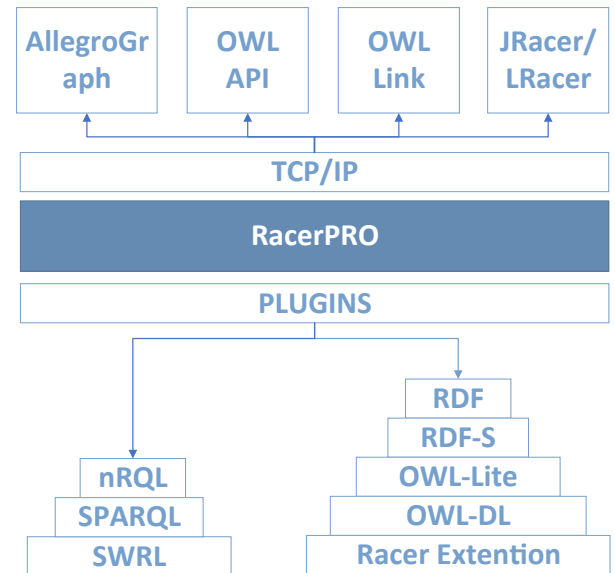 AllegroGr
aph
OWL
API
OWL
Link
JRacer/
LRacer
TCP/IP
RacerPRO
PLUGINS
nRQL
SPARQL
SWRL
RDF
RDF-S
OWL-Lite
OWL-DL
Racer Extention